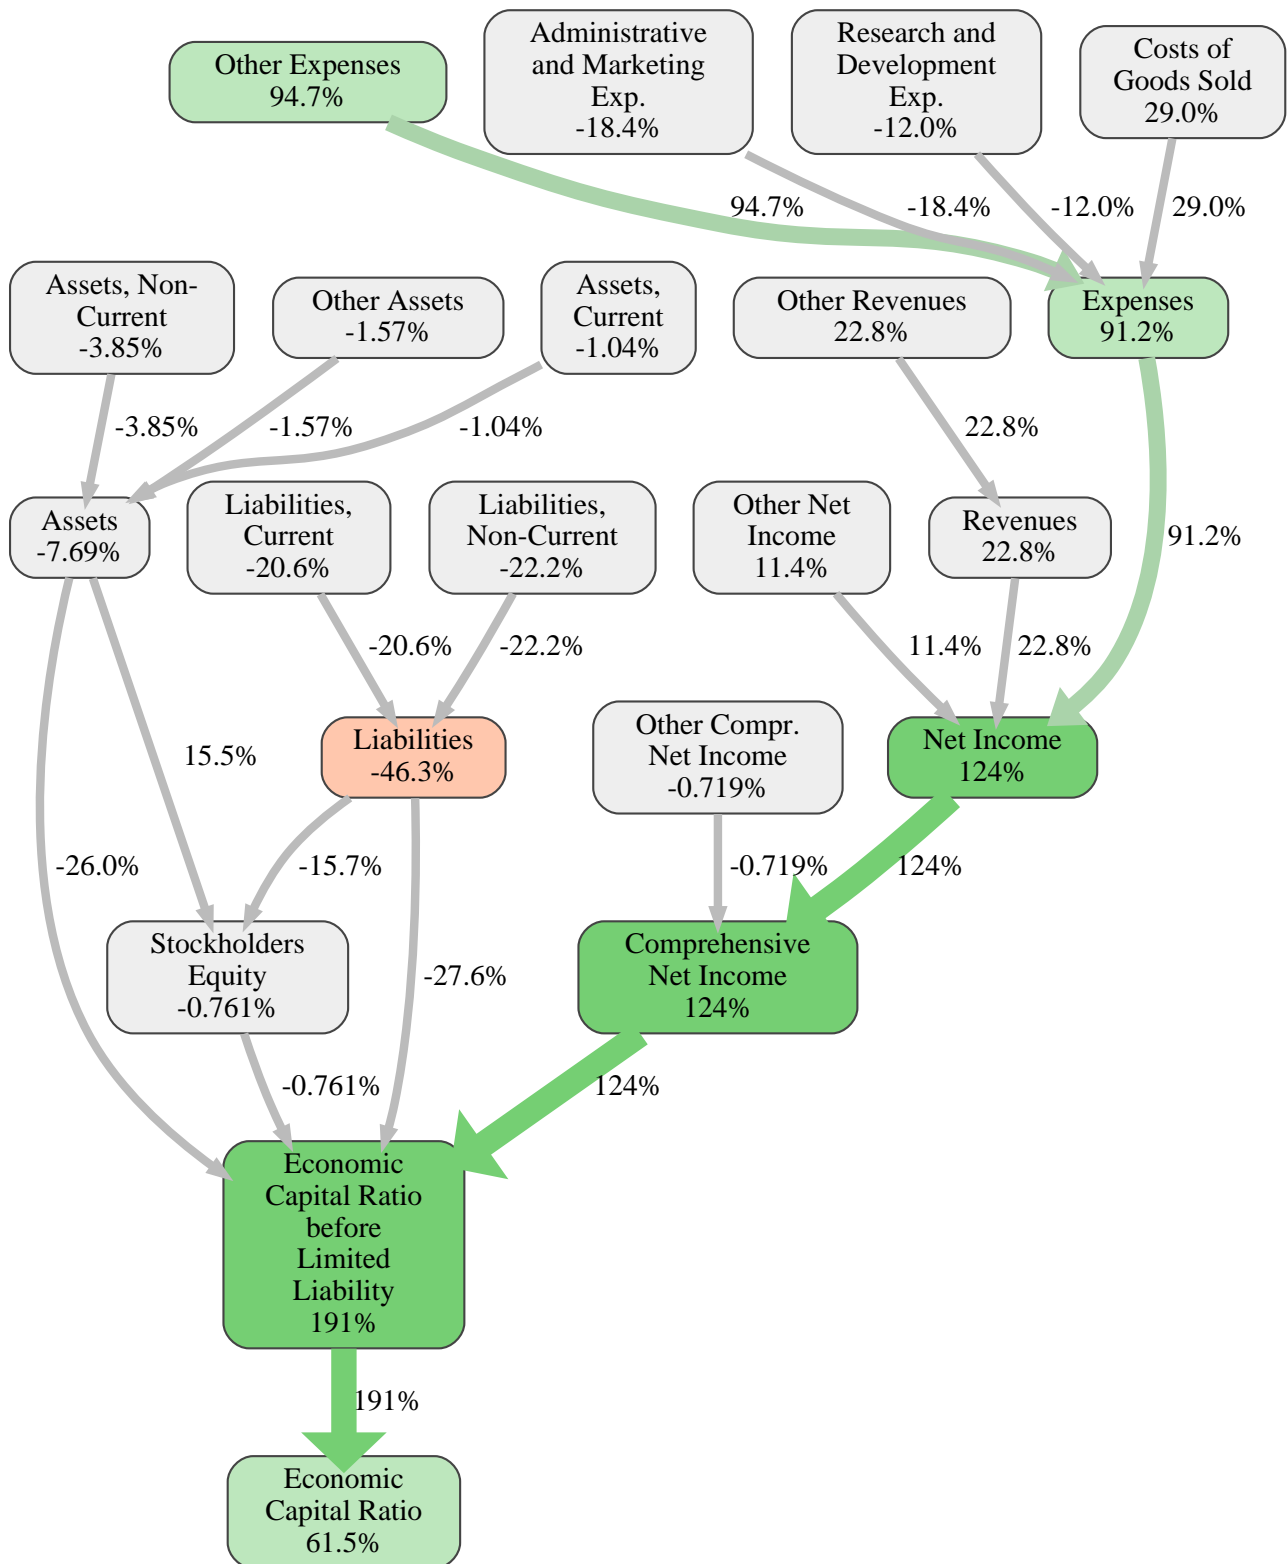 Other Expenses
94.7%
Administrative
and Marketing
Exp.
-18.4%
Research and
Development
Exp.
-12.0%
Costs of
Goods Sold
29.0%
94.7%
-18.4%
-12.0%
29.0%
Assets, Non-
Current
-3.85%
Other Assets
-1.57%
Assets,
Current
-1.04%
Other Revenues
22.8%
Expenses
91.2%
-3.85%
-1.57%
-1.04%
22.8%
Assets
-7.69%
Liabilities,
Current
-20.6%
Liabilities,
Non-Current
-22.2%
Other Net
Income
11.4%
Revenues
22.8%
91.2%
-20.6%
-22.2%
11.4%
22.8%
15.5%
Liabilities
-46.3%
Other Compr.
Net Income
-0.719%
Net Income
124%
-26.0%
-15.7%
-0.719%
124%
Stockholders
Equity
-0.761%
-27.6%
Comprehensive
Net Income
124%
-0.761%
124%
Economic
Capital Ratio
before
Limited
Liability
191%
191%
Economic
Capital Ratio
61.5%